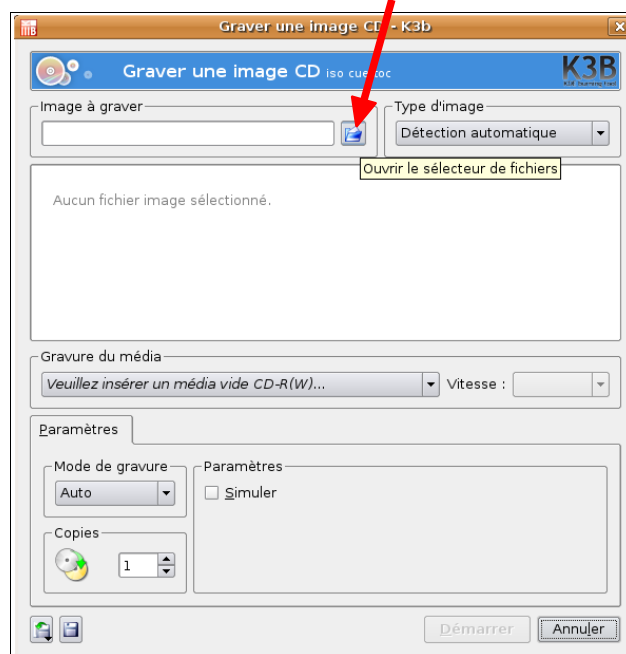 Graver une image CD - K3b
Graver une image CD iso cue toc
K3B
Image à graver
Type d'image
Détection automatique
Ouvrir le sélecteur de fichiers
Aucun fichier image sélectionné.
Gravure du média
Veuillez insérer un média vide CD-R(W)...
Vitesse :
Paramètres
Mode de gravure
Paramètres
Auto
Simuler
Copies
1
Démarrer
Annuler